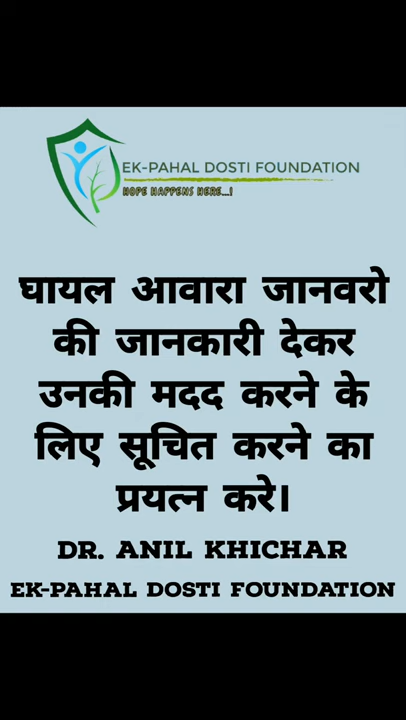 EK-PAHAL DOSTI FOUNDATION
HOPE HAPPENS HERE...!
घायल आवारा जानवरो
की जानकारी देकर
उनकी मदद करने के
लिए सूचित करने का
प्रयत्न करे।
DR. ANIL KHICHAR
EK-PAHAL DOSTI FOUNDATION